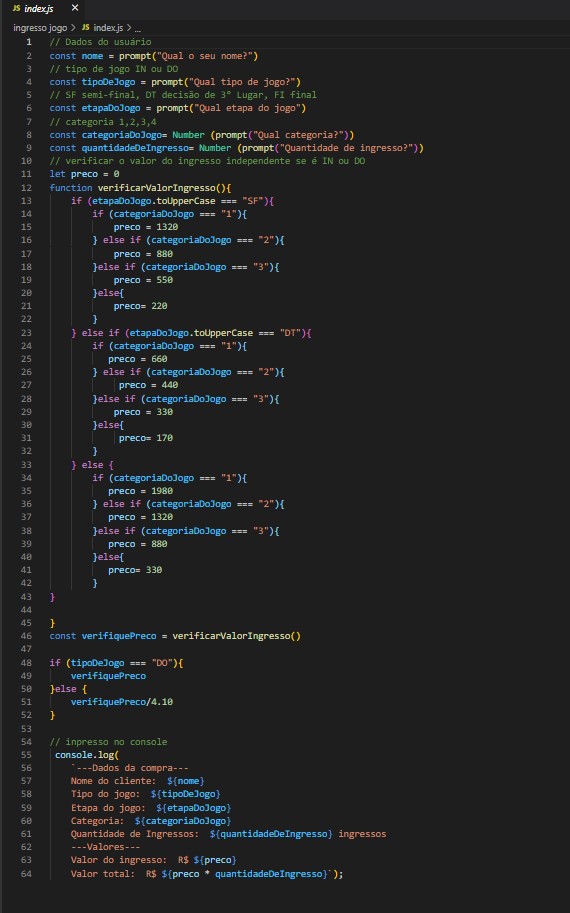 JS index.js ×
ingresso jogo > JS index.js > ...
1 // Dados do usuário
2 const nome = prompt("Qual o seu nome?")
3 // tipo de jogo IN ou DO
4 const tipoDeJogo = prompt("Qual tipo de jogo?")
5 // SF semi-final, DT decisão de 3° Lugar, FI final
6 const etapaDoJogo = prompt("Qual etapa do jogo")
7 // categoria 1,2,3,4
8 const categoriaDoJogo= Number (prompt("Qual categoria?"))
9 const quantidadeDeIngresso= Number (prompt("Quantidade de ingresso?"))
10 // verificar o valor do ingresso independente se é IN ou DO
11 let preco = 0
12 function verificarValorIngresso(){
13 if (etapaDoJogo.toUpperCase === "SF"){
14 if (categoriaDoJogo === "1"){
15 preco = 1320
16 } else if (categoriaDoJogo === "2"){
17 preco = 880
18 }else if (categoriaDoJogo === "3"){
19 preco = 550
20 }else{
21 preco= 220
22 }
23 } else if (etapaDoJogo.toUpperCase === "DT"){
24 if (categoriaDoJogo === "1"){
25 preco = 660
26 } else if (categoriaDoJogo === "2"){
27 preco = 440
28 }else if (categoriaDoJogo === "3"){
29 preco = 330
30 }else{
31 preco= 170
32 }
33 } else {
34 if (categoriaDoJogo === "1"){
35 preco = 1980
36 } else if (categoriaDoJogo === "2"){
37 preco = 1320
38 }else if (categoriaDoJogo === "3"){
39 preco = 880
40 }else{
41 preco= 330
42 }
43 }
44
45 }
46 const verifiquePreco = verificarValorIngresso()
47
48 if (tipoDeJogo === "DO"){
49 verifiquePreco
50 }else {
51 verifiquePreco/4.10
52 }
53
54 // inpresso no console
55 console.log(
56 `---Dados da compra---
57 Nome do cliente: ${nome}
58 Tipo do jogo: ${tipoDeJogo}
59 Etapa do jogo: ${etapaDoJogo}
60 Categoria: ${categoriaDoJogo}
61 Quantidade de Ingressos: ${quantidadeDeIngresso} ingressos
62 ---Valores---
63 Valor do ingresso: R$ ${preco}
64 Valor total: R$ ${preco * quantidadeDeIngresso}`);